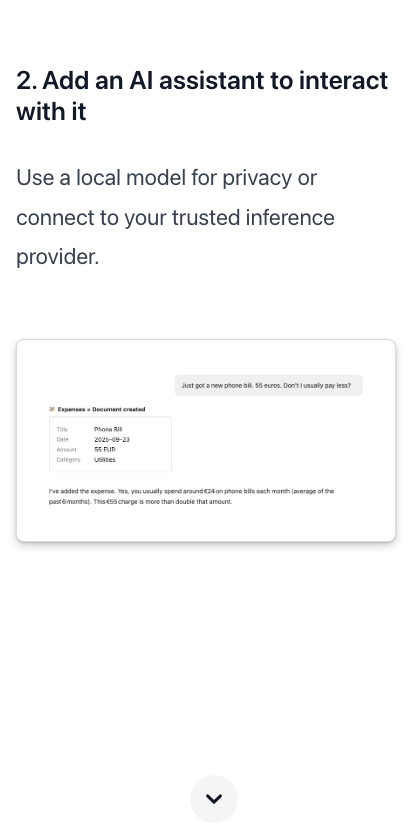 2. Add an AI assistant to interact
with it
Use a local model for privacy or
connect to your trusted inference
provider.
Just got a new phone bill. 55 euros. Don't I usually pay less?
Expenses » Document created
Title Phone Bill
Date 2026-09-23
Amount 55 EUR
Category Utilities
I've added the expense. Yes, you usually spend around €24 on phone bills each month (average of the
past 6 months). This €55 charge is more than double that amount.